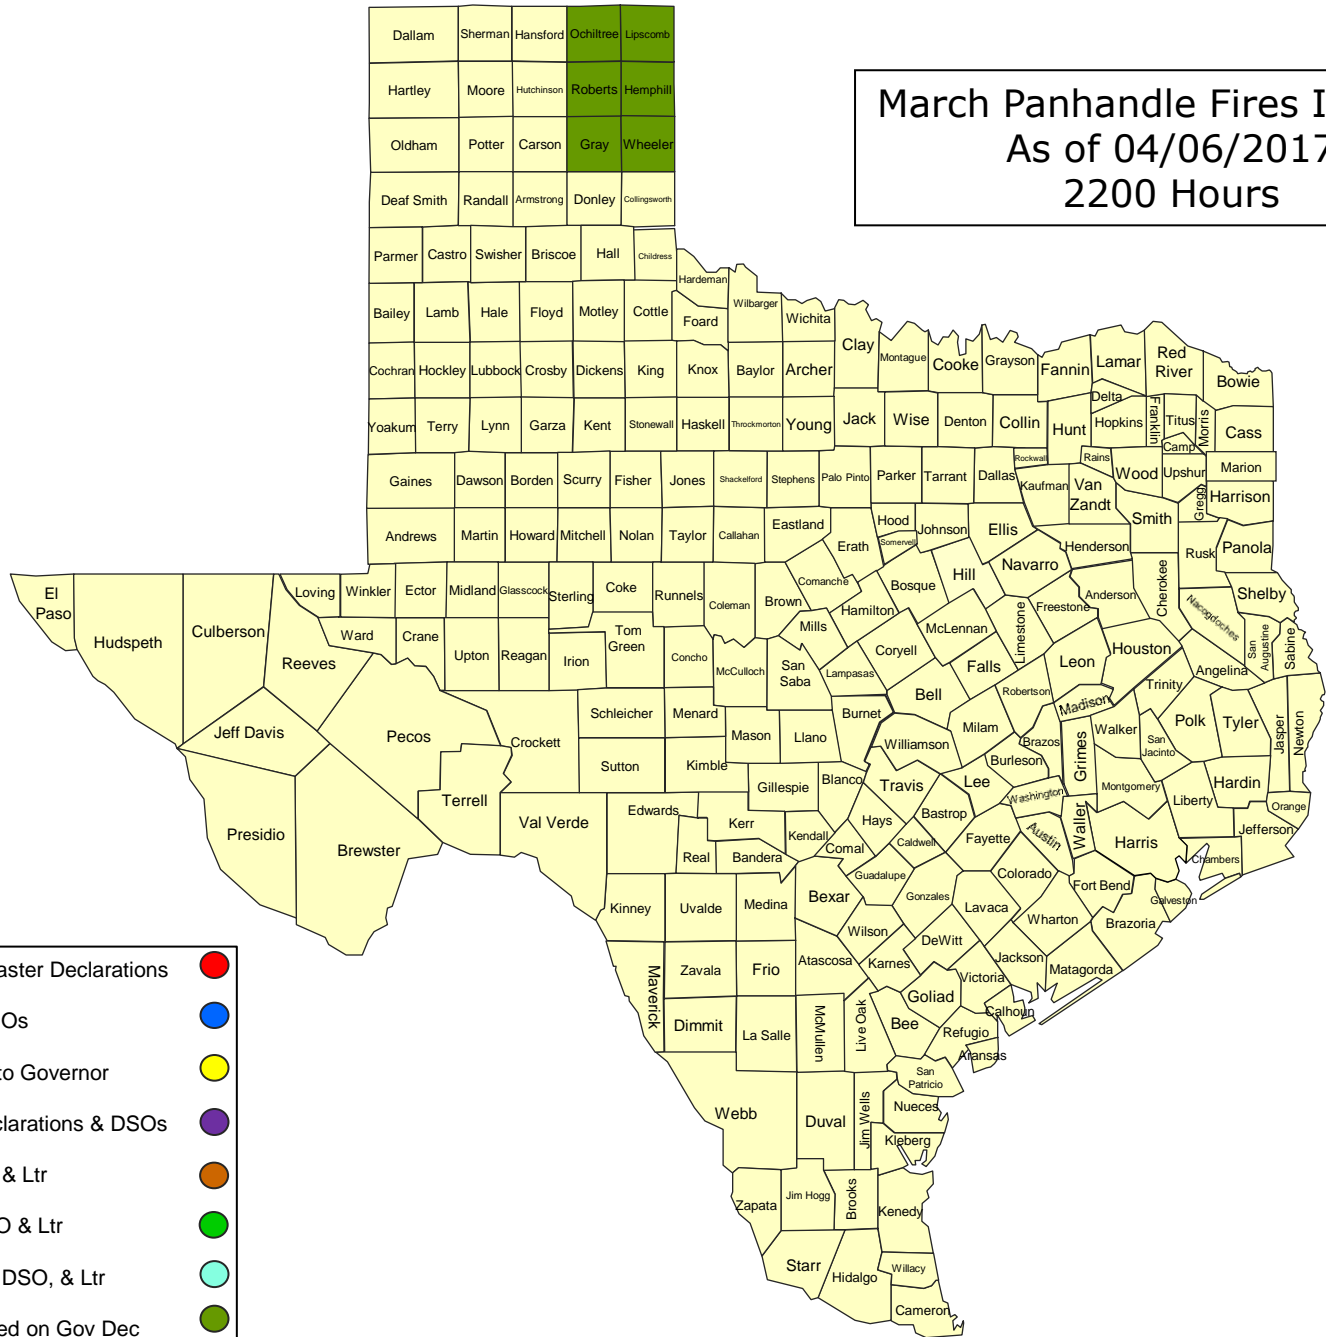 March Panhandle Fires I
As of 04/06/2017
2200 Hours
Dallam
Sherman
Hansford
Ochiltree
Lipscomb
Hartley
Moore
Hutchinson
Roberts
Hemphill
Oldham
Potter
Carson
Gray
Wheeler
Deaf Smith
Randall
Armstrong
Donley
Collingsworth
Parmer
Castro
Swisher
Briscoe
Hall
Childress
Hardeman
Bailey
Lamb
Hale
Floyd
Motley
Cottle
Foard
Wilbarger
Wichita
Clay
Montague
Cooke
Grayson
Fannin
Lamar
Red
River
Bowie
Cochran
Hockley
Lubbock
Crosby
Dickens
King
Knox
Baylor
Archer
Delta
Yoakum
Terry
Lynn
Garza
Kent
Stonewall
Haskell
Throckmorton
Young
Jack
Wise
Denton
Collin
Hunt
Hopkins
Franklin
Titus
Camp
Morris
Cass
Gaines
Dawson
Borden
Scurry
Fisher
Jones
Shackelford
Stephens
Palo Pinto
Parker
Tarrant
Dallas
Rockwall
Kaufman
Rains
Van
Zandt
Wood
Upshur
Gregg
Marion
Harrison
Andrews
Martin
Howard
Mitchell
Nolan
Taylor
Callahan
Eastland
Erath
Hood
Somervell
Johnson
Ellis
Henderson
Smith
Rusk
Panola
El
Paso
Hudspeth
Culberson
Loving
Winkler
Ector
Midland
Glasscock
Sterling
Coke
Runnels
Coleman
Brown
Comanche
Hamilton
Bosque
Hill
Navarro
Freestone
Anderson
Cherokee
Nacogdoches
Shelby
San
Augustine
Sabine
Reeves
Ward
Crane
Upton
Reagan
Irion
Tom
Green
Concho
McCulloch
San
Saba
Mills
Lampasas
Coryell
McLennan
Limestone
Falls
Leon
Houston
Angelina
Trinity
Jeff Davis
Pecos
Crockett
Schleicher
Menard
Mason
Llano
Burnet
Bell
Milam
Robertson
Madison
Walker
San
Jacinto
Polk
Tyler
Jasper
Newton
Sutton
Kimble
Gillespie
Blanco
Williamson
Travis
Lee
Burleson
Brazos
Grimes
Washington
Montgomery
Liberty
Hardin
Orange
Presidio
Brewster
Terrell
Val Verde
Edwards
Kerr
Real
Bandera
Kendall
Comal
Hays
Caldwell
Bastrop
Fayette
Austin
Waller
Harris
Jefferson
Chambers
Kinney
Uvalde
Medina
Bexar
Guadalupe
Gonzales
Lavaca
Colorado
Fort Bend
Galveston
Brazoria
Wharton
Wilson
Maverick
Zavala
Frio
Atascosa
Karnes
DeWitt
Jackson
Matagorda
Victoria
Calhoun
Dimmit
La Salle
McMullen
Live Oak
Bee
Goliad
Refugio
Aransas
San
Patricio
Webb
Duval
Jim Wells
Nueces
Kleberg
Zapata
Jim Hogg
Brooks
Kenedy
Starr
Hidalgo
Willacy
Cameron
aster Declarations
Os
to Governor
clarations & DSOs
& Ltr
O & Ltr
DSO, & Ltr
ed on Gov Dec